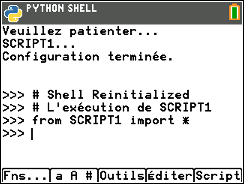 PYTHON SHELL
Veuillez patienter...
SCRIPT1...
Configuration terminée.
>>> # Shell Reinitialized
>>> # L'exécution de SCRIPT1
>>> from SCRIPT1 import *
>>>
Fns... a A # Outils Éditer Script